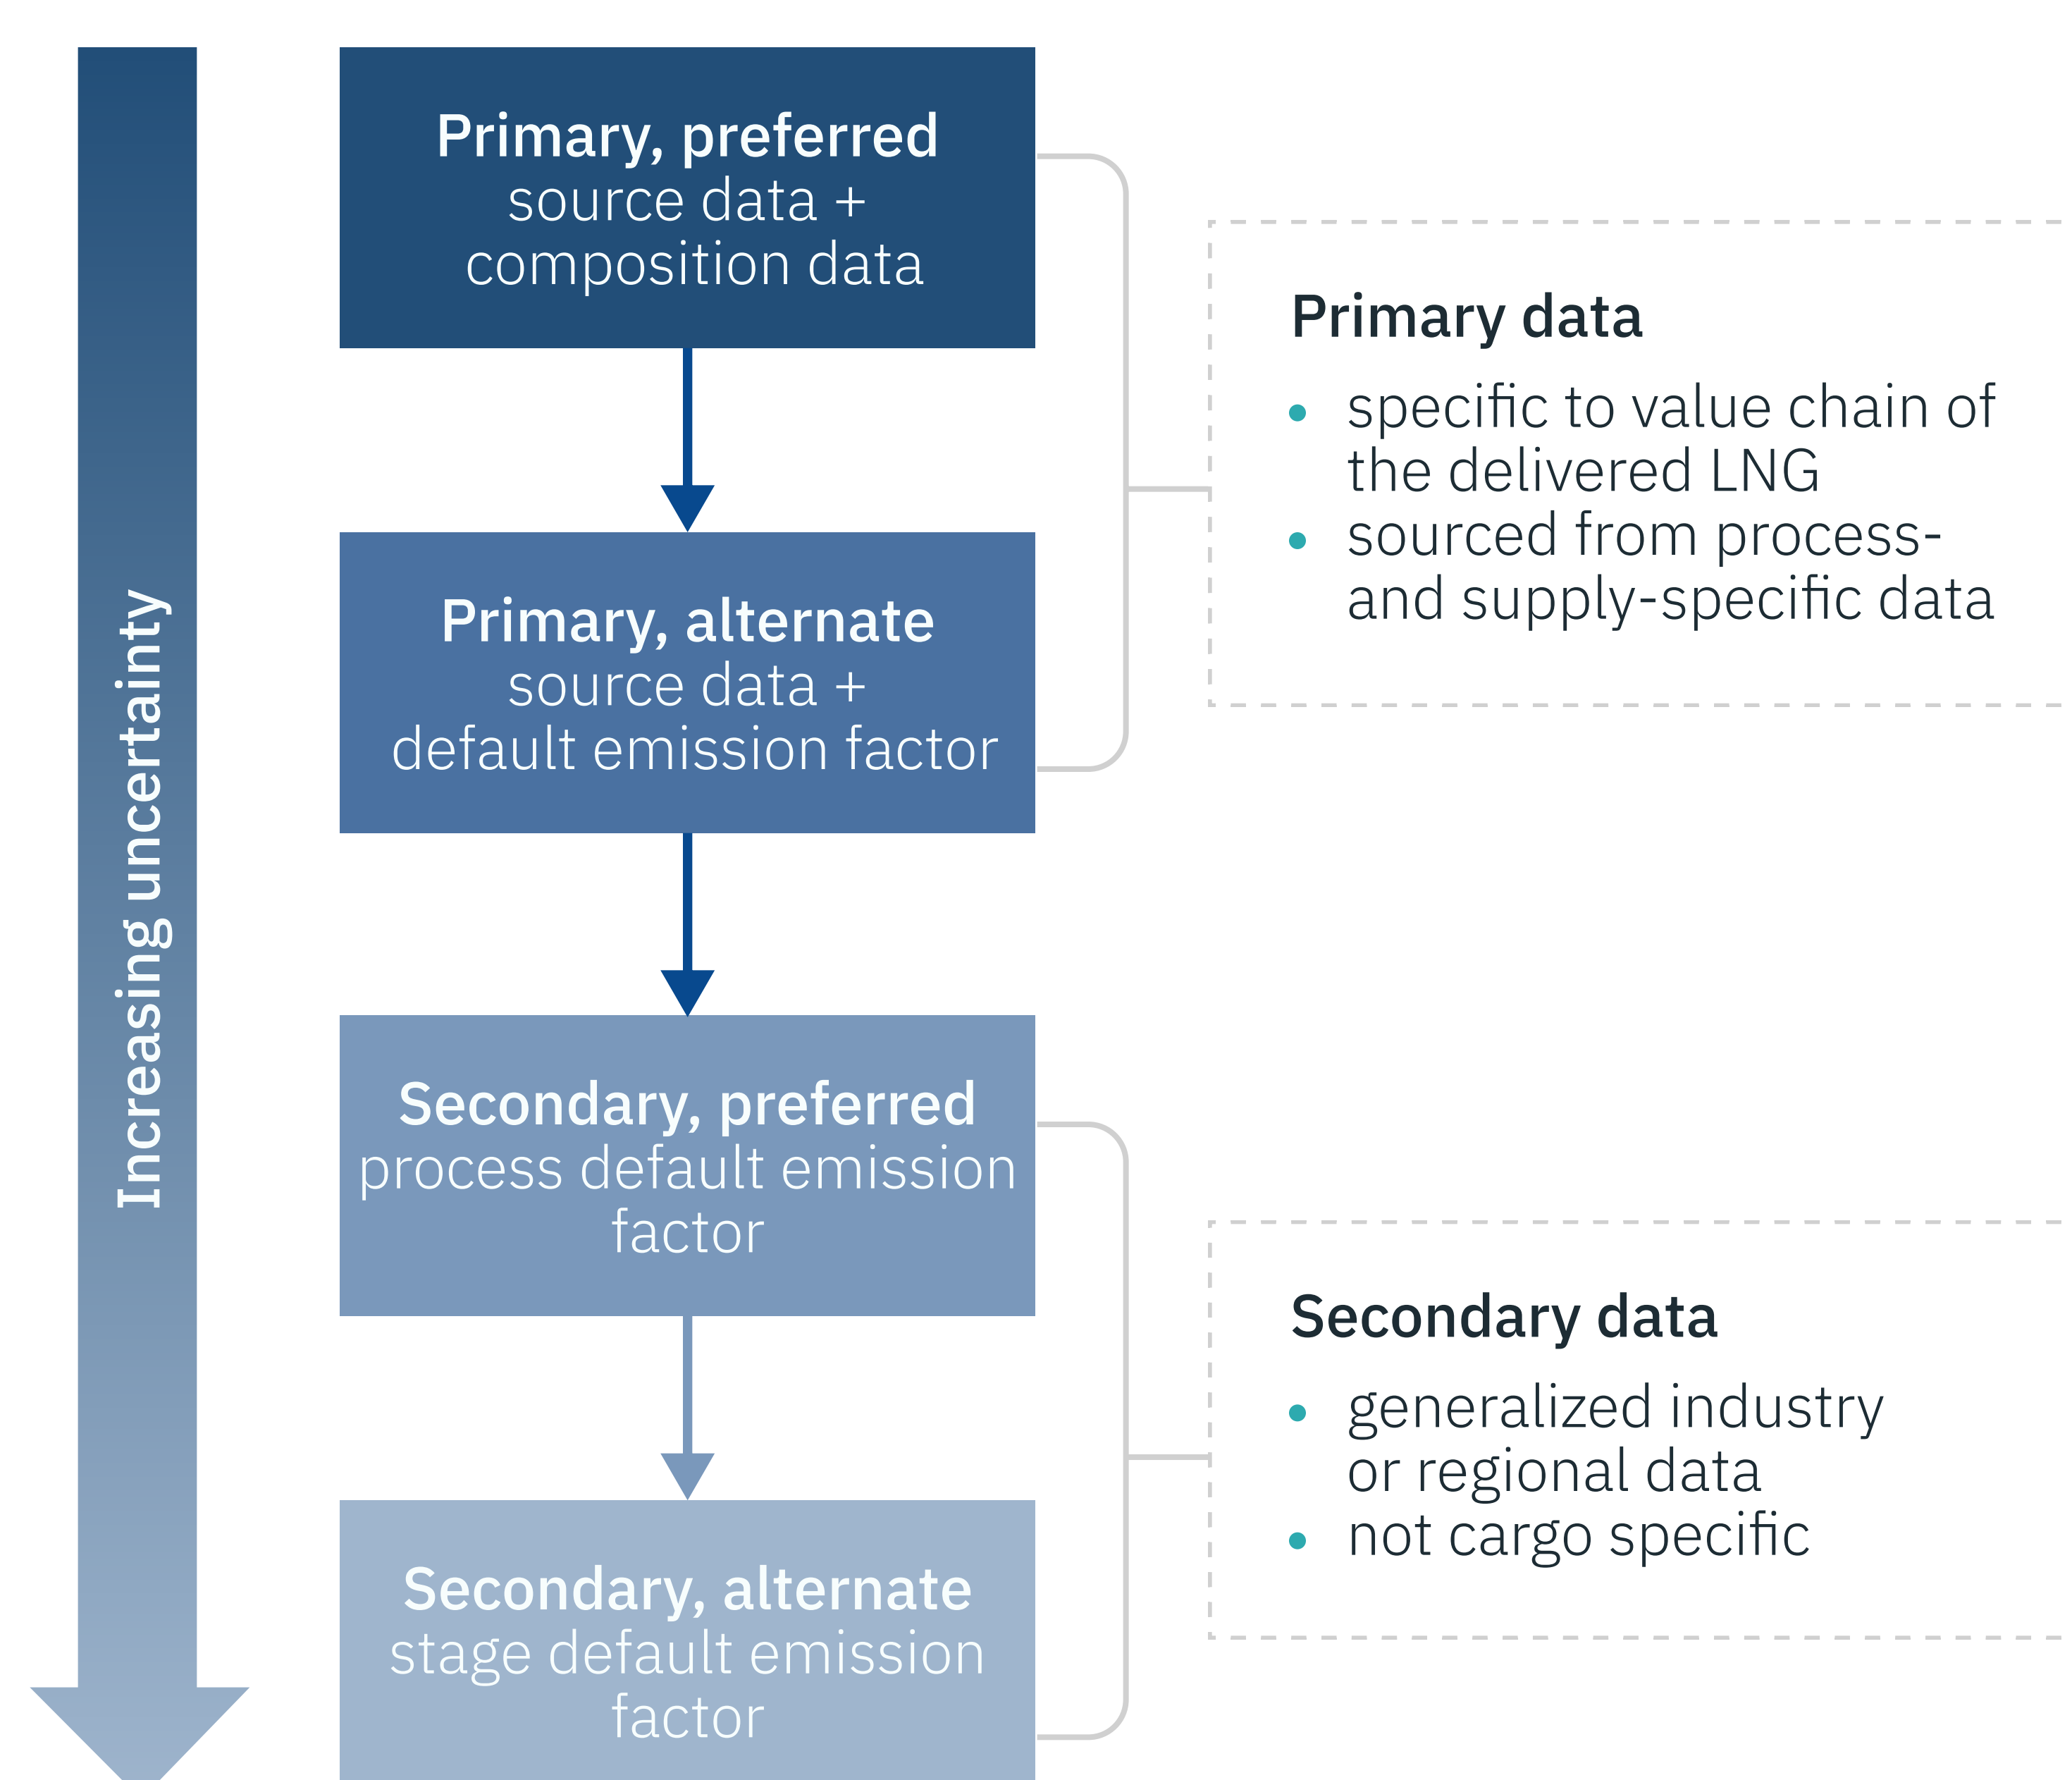 Increasing uncertainty
Primary, preferred
source data +
composition data
Primary, alternate
source data +
default emission factor
Secondary, preferred
process default emission
factor
Secondary, alternate
stage default emission
factor
Primary data
• specific to value chain of
the delivered LNG
• sourced from process-
and supply-specific data
Secondary data
• generalized industry
or regional data
• not cargo specific